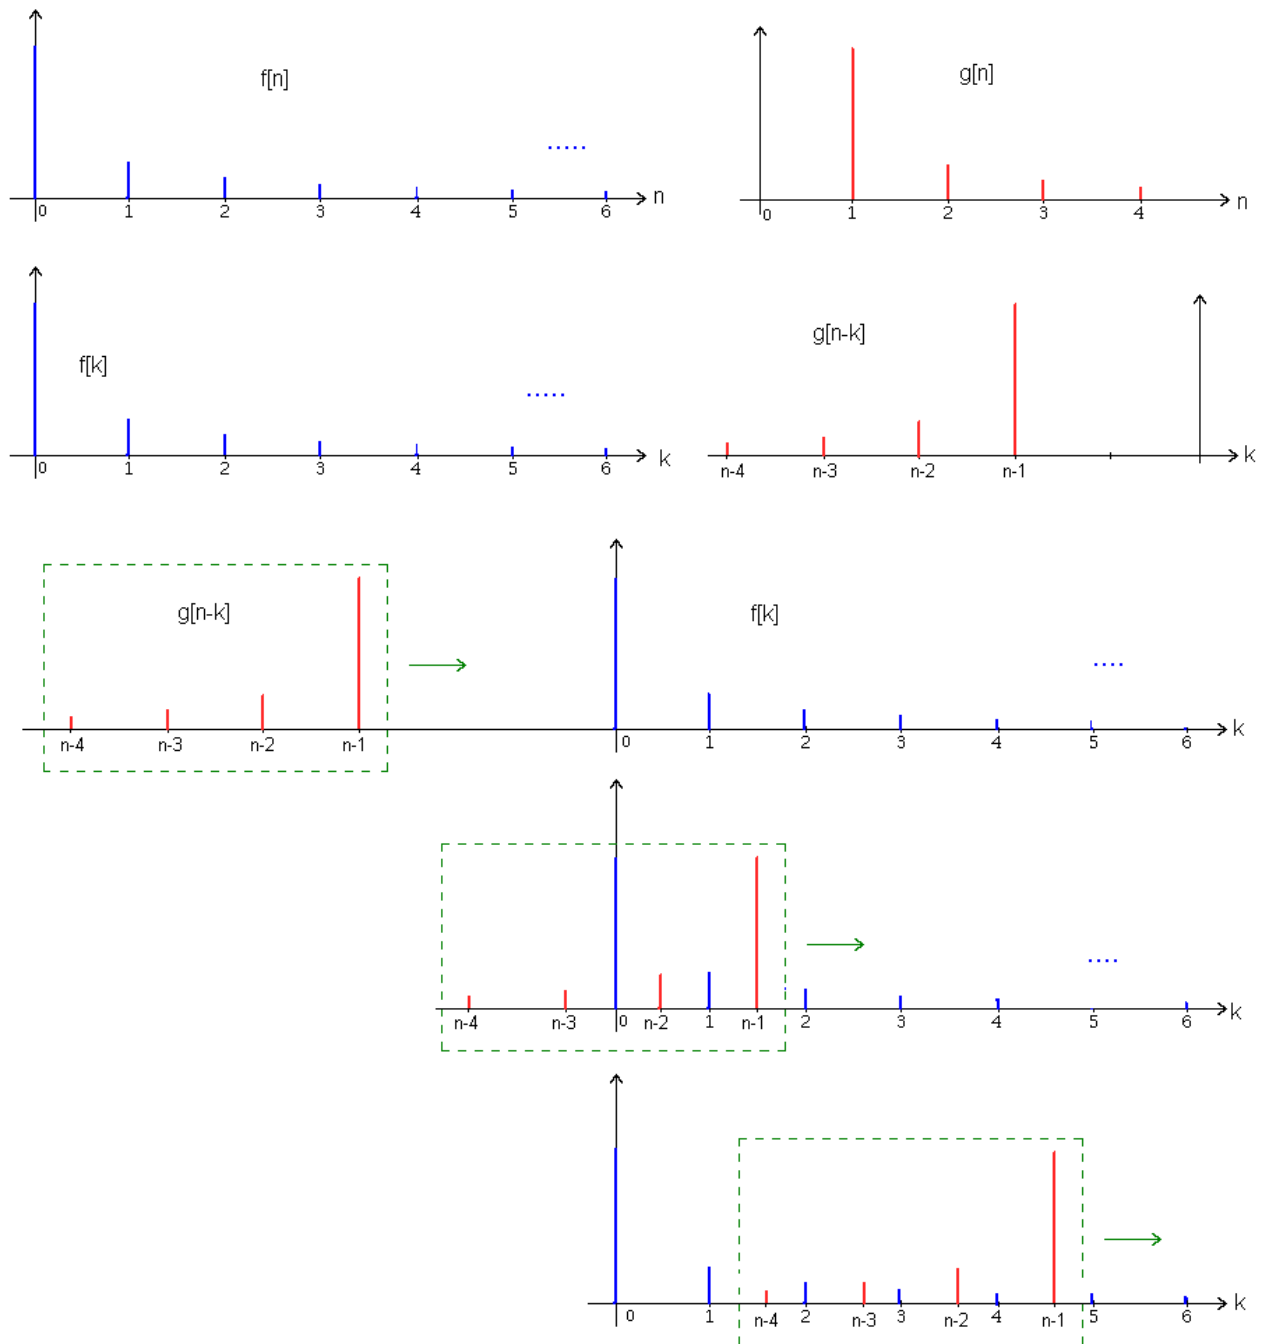 f[n]
.....
0 1 2 3 4 5 6 n
g[n]
0 1 2 3 4 n
f[k]
.....
0 1 2 3 4 5 6 k
g[n-k]
n-4 n-3 n-2 n-1 k
g[n-k] f[k]
....
n-4 n-3 n-2 n-1 0 1 2 3 4 5 6 k
....
n-4 n-3 0 n-2 1 n-1 2 3 4 5 6 k
0 1 n-4 2 n-3 3 n-2 4 n-1 5 6 k